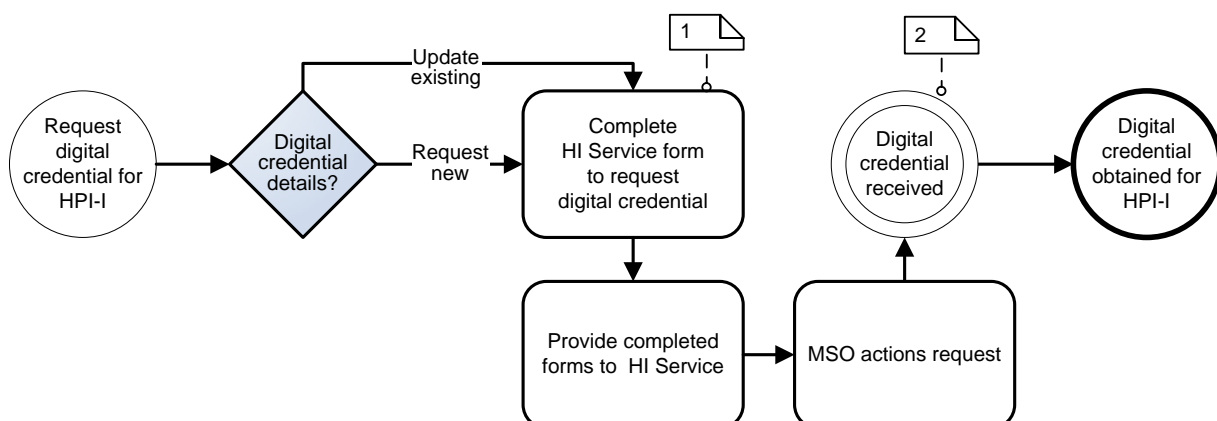 1
2
Update
existing
Request
digital
credential for
HPI-I
Digital
credential
details?
Request
new
Complete
HI Service form
to request
digital credential
Digital
credential
received
Digital
credential
obtained for
HPI-I
Provide completed
forms to HI Service
MSO actions request